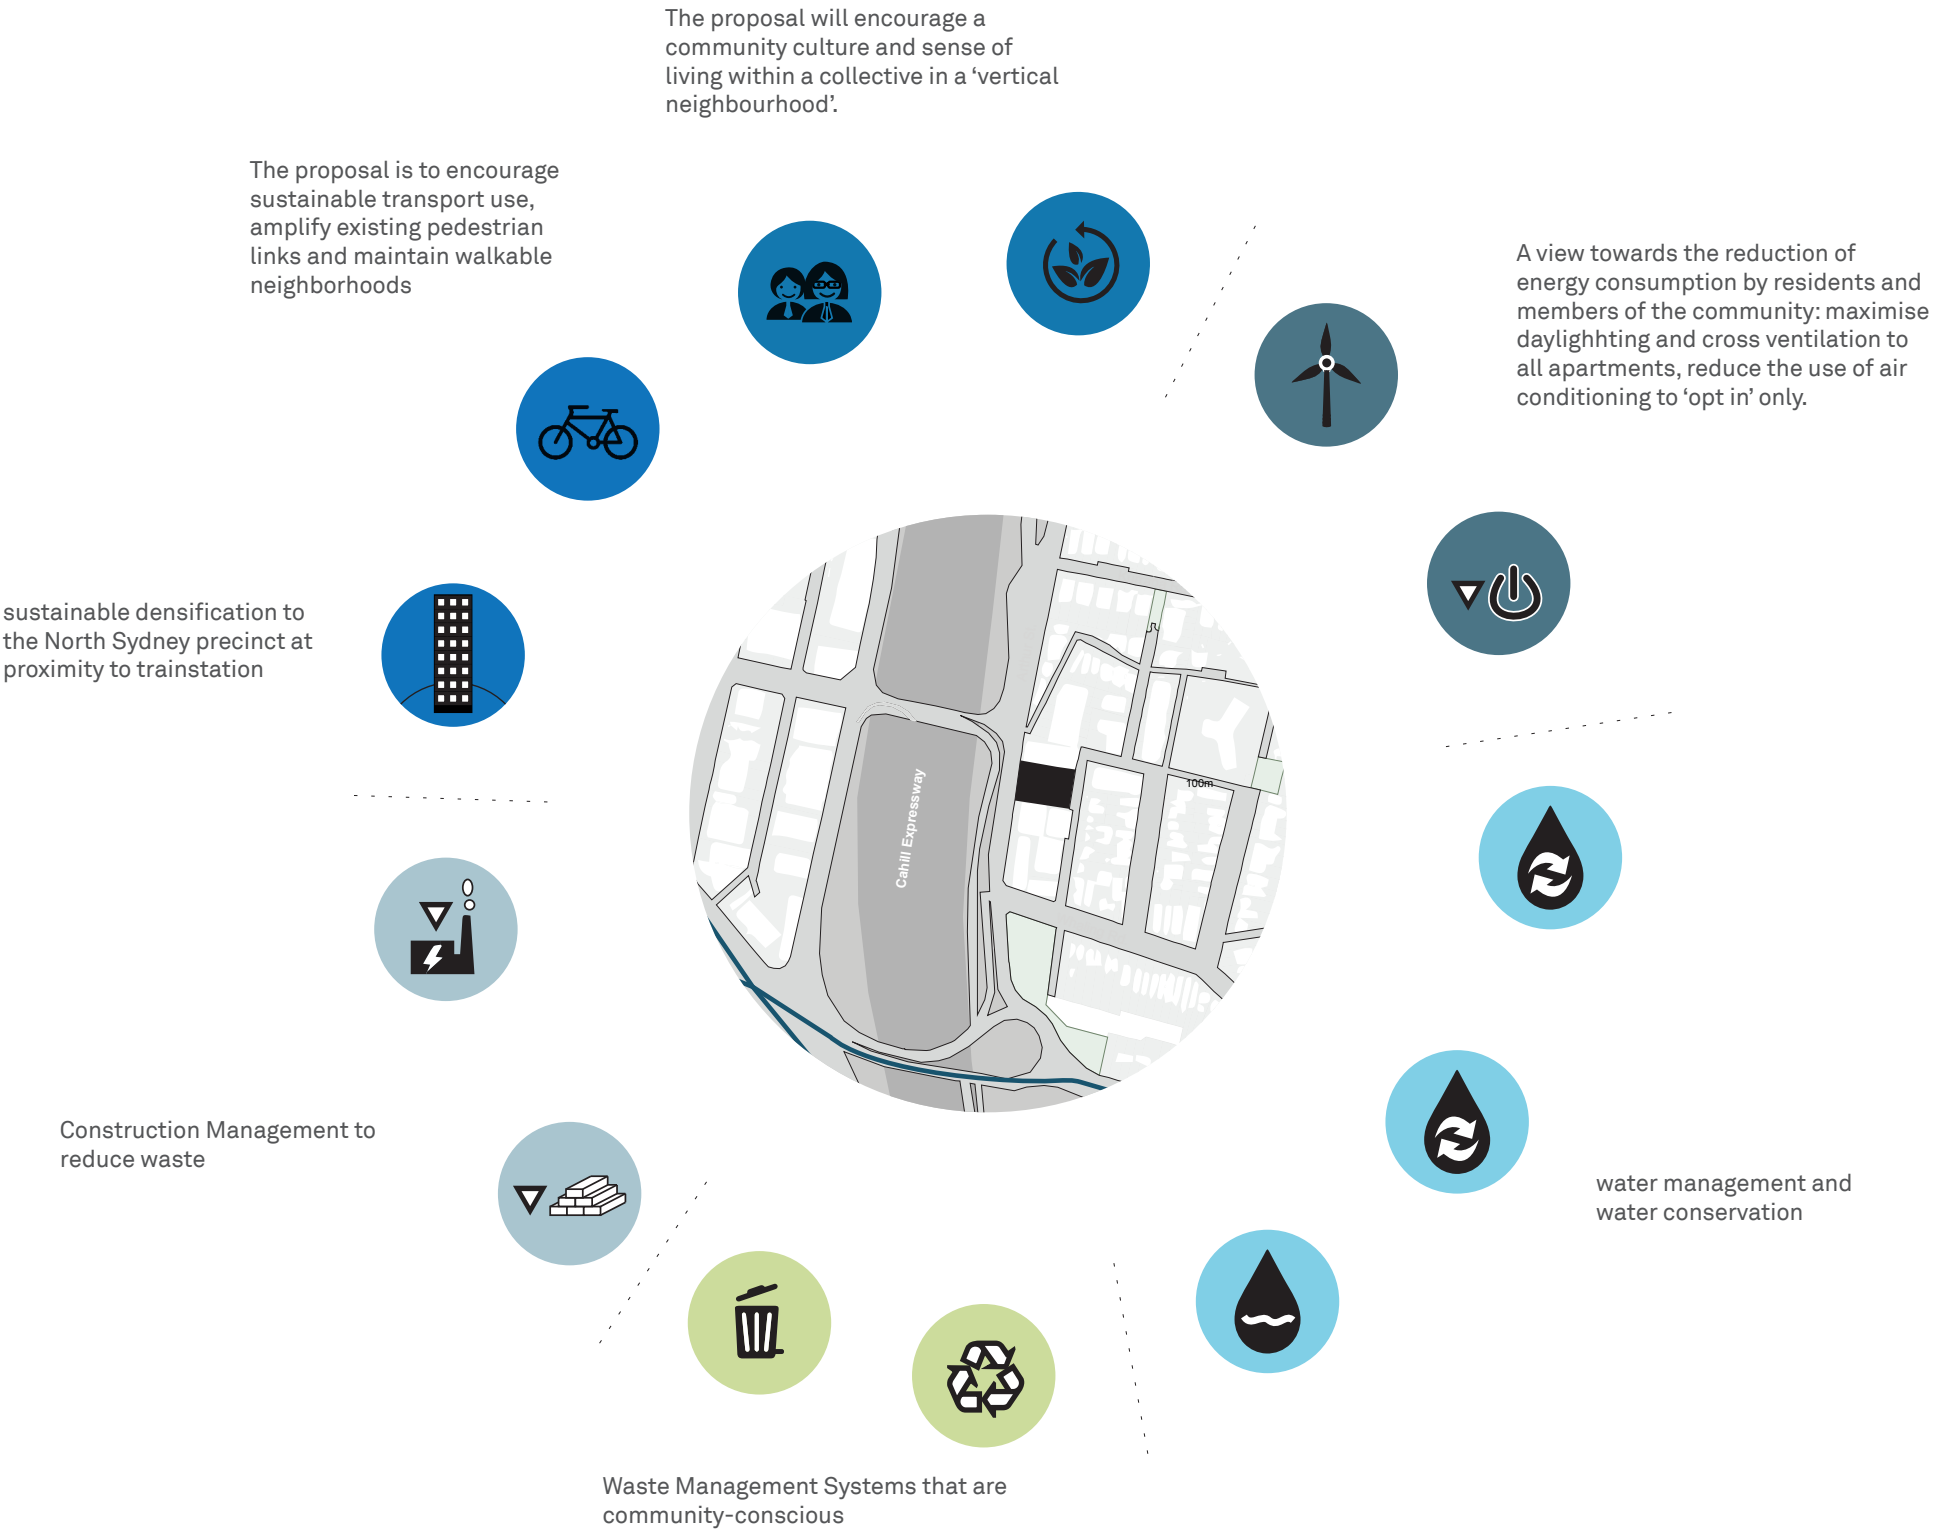 The proposal will encourage a
community culture and sense of
living within a collective in a ‘vertical
neighbourhood’.
The proposal is to encourage
sustainable transport use,
amplify existing pedestrian
links and maintain walkable
neighborhoods
A view towards the reduction of
energy consumption by residents and
members of the community: maximise
daylighhting and cross ventilation to
all apartments, reduce the use of air
conditioning to ‘opt in’ only.
sustainable densification to
the North Sydney precinct at
proximity to trainstation
Cahill Expressway
100m
Construction Management to
reduce waste
water management and
water conservation
Waste Management Systems that are
community-conscious